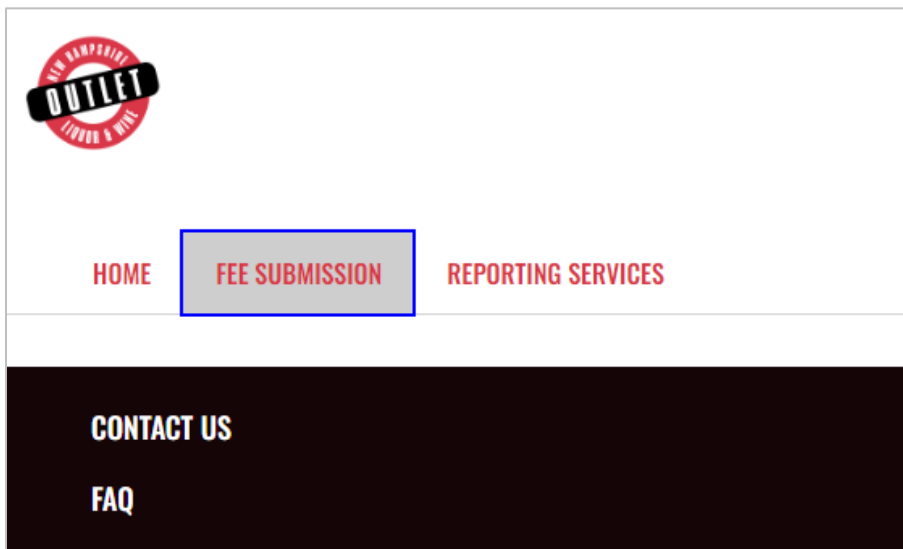 NEW HAMPSHIRE
OUTLET
LIQUOR & WINE
HOME FEE SUBMISSION REPORTING SERVICES
CONTACT US
FAQ